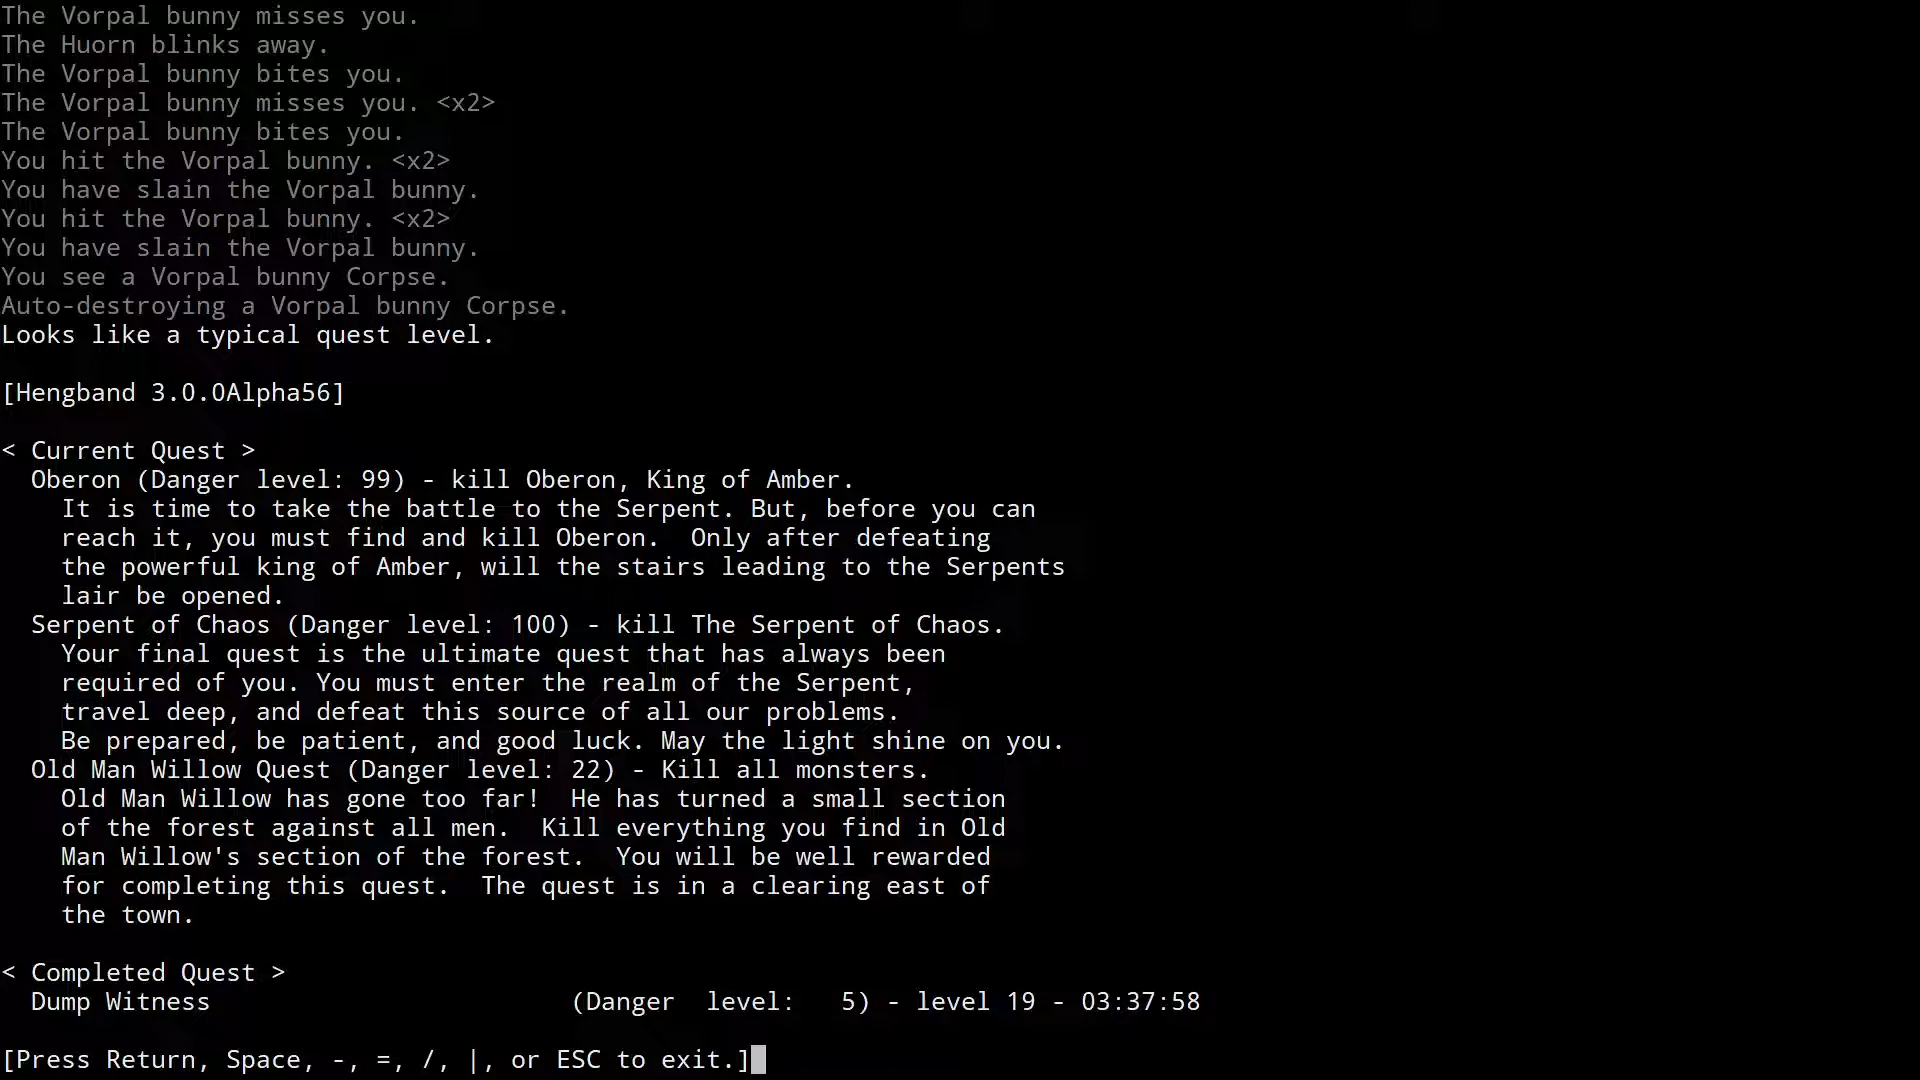 The Vorpal bunny misses you.
The Huorn blinks away.
The Vorpal bunny bites you.
The Vorpal bunny misses you. <x2>
The Vorpal bunny bites you.
You hit the Vorpal bunny. <x2>
You have slain the Vorpal bunny.
You hit the Vorpal bunny. <x2>
You have slain the Vorpal bunny.
You see a Vorpal bunny Corpse.
Auto-destroying a Vorpal bunny Corpse.
Looks like a typical quest level.
[Hengband 3.0.0Alpha56]
< Current Quest >
Oberon (Danger level: 99) - kill Oberon, King of Amber.
It is time to take the battle to the Serpent. But, before you can
reach it, you must find and kill Oberon.  Only after defeating
the powerful king of Amber, will the stairs leading to the Serpents
lair be opened.
Serpent of Chaos (Danger level: 100) - kill The Serpent of Chaos.
Your final quest is the ultimate quest that has always been
required of you. You must enter the realm of the Serpent,
travel deep, and defeat this source of all our problems.
Be prepared, be patient, and good luck. May the light shine on you.
Old Man Willow Quest (Danger level: 22) - Kill all monsters.
Old Man Willow has gone too far!  He has turned a small section
of the forest against all men.  Kill everything you find in Old
Man Willow's section of the forest.  You will be well rewarded
for completing this quest.  The quest is in a clearing east of
the town.
< Completed Quest >
Dump Witness (Danger  level:   5) - level 19 - 03:37:58
[Press Return, Space, -, =, /, |, or ESC to exit.]